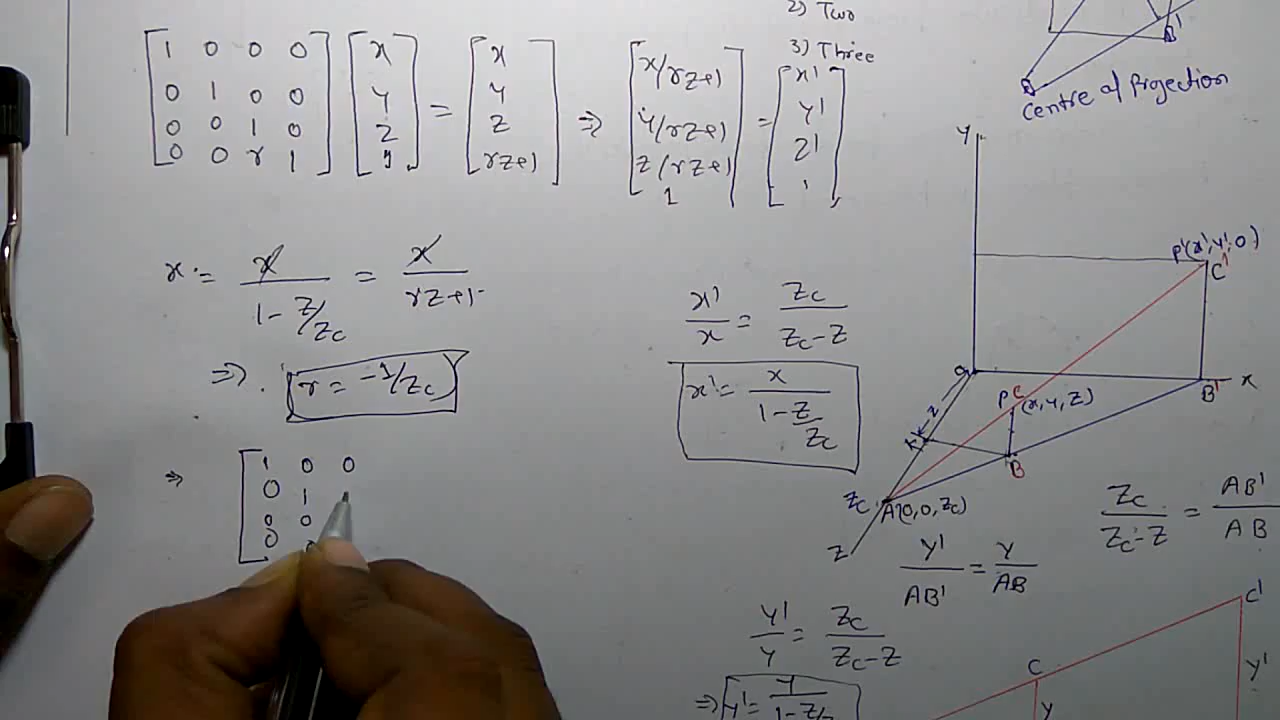 2) Two
3) Three
B'
Centre of Projection
[1 0 0 0] [x] = [x] ⇒ [x/rz+1] = [x']
[0 1 0 0] [y] [y] [y/rz+1] [y']
[0 0 1 0] [z] [z] [z/rz+1] [z']
[0 0 r 1] [1] [rz+1] [1] [1]
x = x / (1 - z/zc) = x / (rz+1)
⇒ r = -1/zc
⇒ [1 0 0
0 1
0 0
0
x'/x = zc / (zc-z)
x' = x / (1 - z/zc)
y
P'(x',y',0)
C'
x
B'
PC (x,y,z)
B
zc A(0,0,zc)
z
zc / (zc-z) = AB' / AB
y' / AB' = y / AB
y'/y = zc / (zc-z)
⇒ y' = y / (1 - z/
C'
C
y'
y